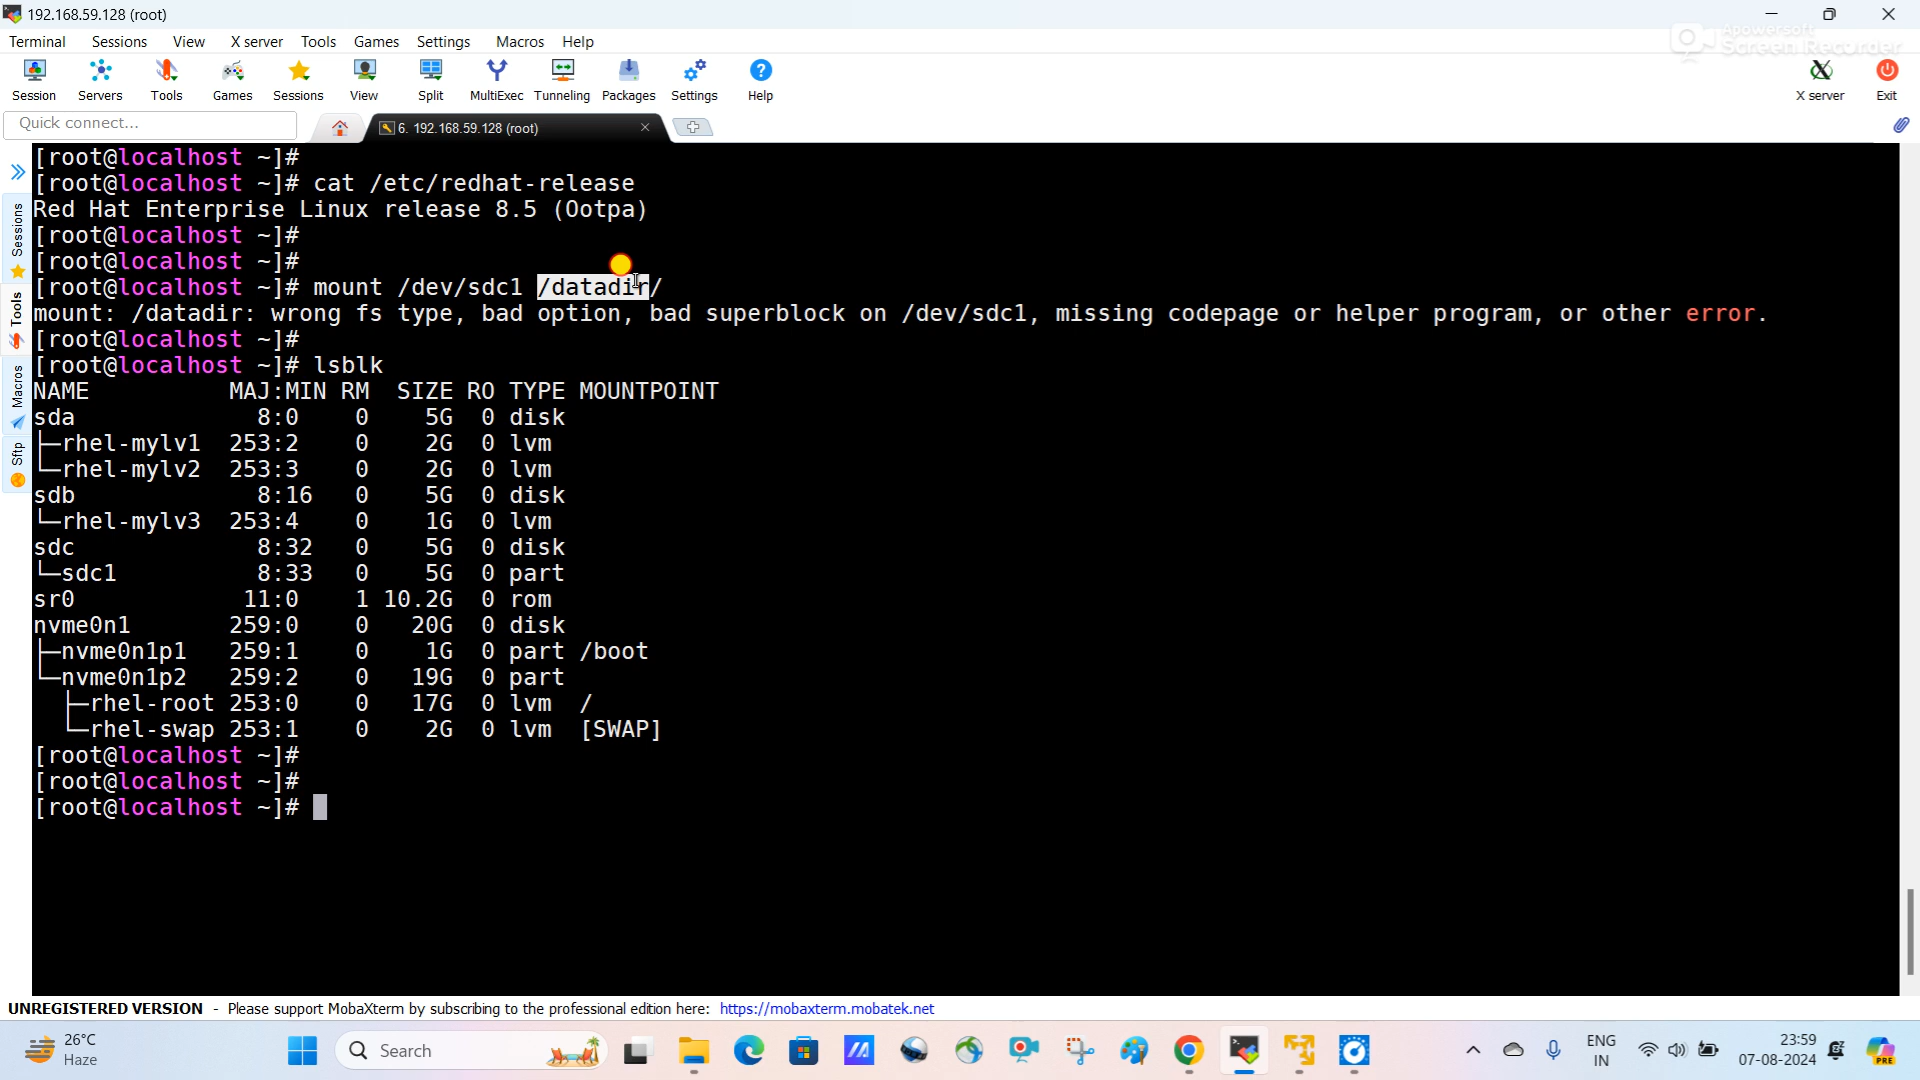 192.168.59.128 (root)
Apowersoft
Screen Recorder
Terminal Sessions View X server Tools Games Settings Macros Help
Session Servers Tools Games Sessions View Split MultiExec Tunneling Packages Settings Help X server Exit
Quick connect... 6. 192.168.59.128 (root)
[root@localhost ~]#
[root@localhost ~]# cat /etc/redhat-release
Red Hat Enterprise Linux release 8.5 (Ootpa)
[root@localhost ~]#
[root@localhost ~]#
[root@localhost ~]# mount /dev/sdc1 /datadir/
mount: /datadir: wrong fs type, bad option, bad superblock on /dev/sdc1, missing codepage or helper program, or other error.
[root@localhost ~]#
[root@localhost ~]# lsblk
NAME MAJ:MIN RM SIZE RO TYPE MOUNTPOINT
sda 8:0 0 5G 0 disk
├─rhel-mylv1 253:2 0 2G 0 lvm
└─rhel-mylv2 253:3 0 2G 0 lvm
sdb 8:16 0 5G 0 disk
└─rhel-mylv3 253:4 0 1G 0 lvm
sdc 8:32 0 5G 0 disk
└─sdc1 8:33 0 5G 0 part
sr0 11:0 1 10.2G 0 rom
nvme0n1 259:0 0 20G 0 disk
├─nvme0n1p1 259:1 0 1G 0 part /boot
└─nvme0n1p2 259:2 0 19G 0 part
├─rhel-root 253:0 0 17G 0 lvm /
└─rhel-swap 253:1 0 2G 0 lvm [SWAP]
[root@localhost ~]#
[root@localhost ~]#
[root@localhost ~]#
Sessions
Tools
Macros
Sftp
UNREGISTERED VERSION - Please support MobaXterm by subscribing to the professional edition here: https://mobaxterm.mobatek.net
26°C
Haze
Search
ENG
IN
23:59
07-08-2024
PRE